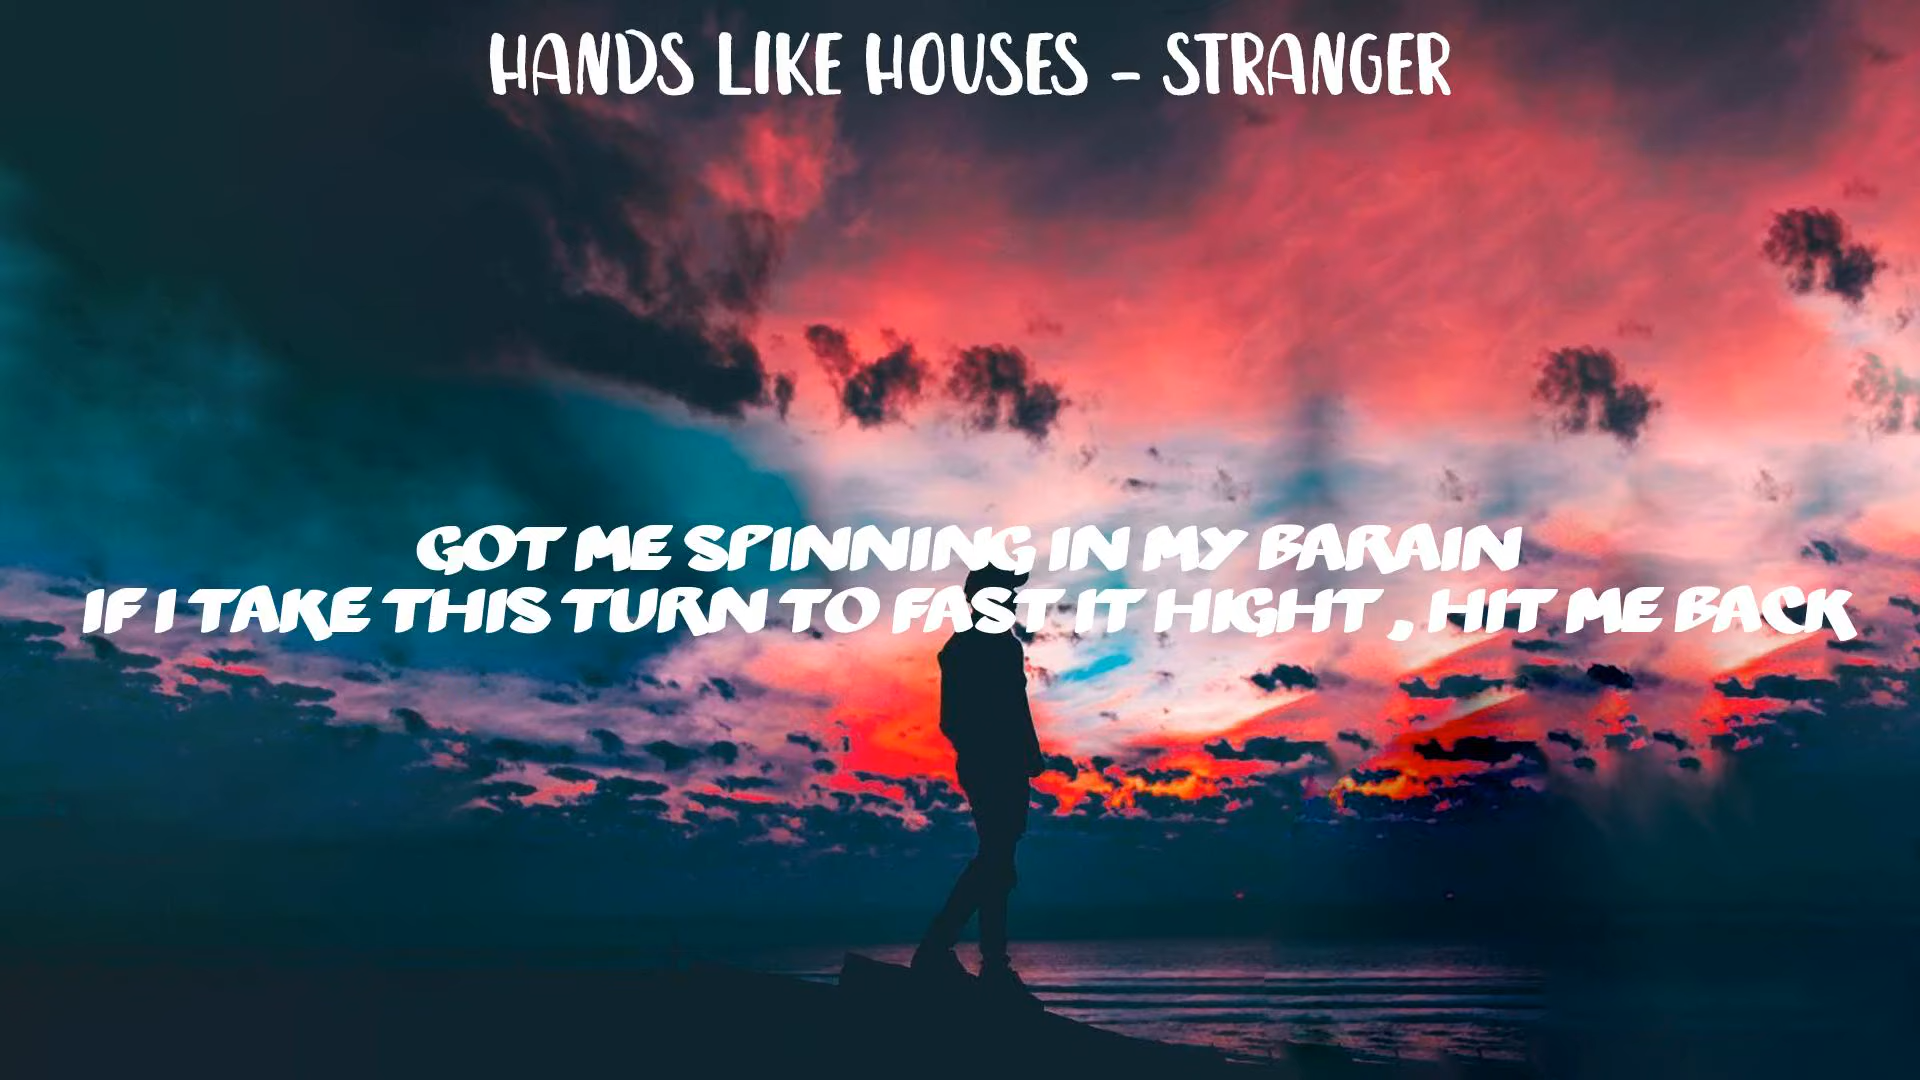 HANDS LIKE HOUSES - STRANGER
GOT ME SPINNING IN MY BARAIN
IF I TAKE THIS TURN TO FAST IT HIGHT , HIT ME BACK